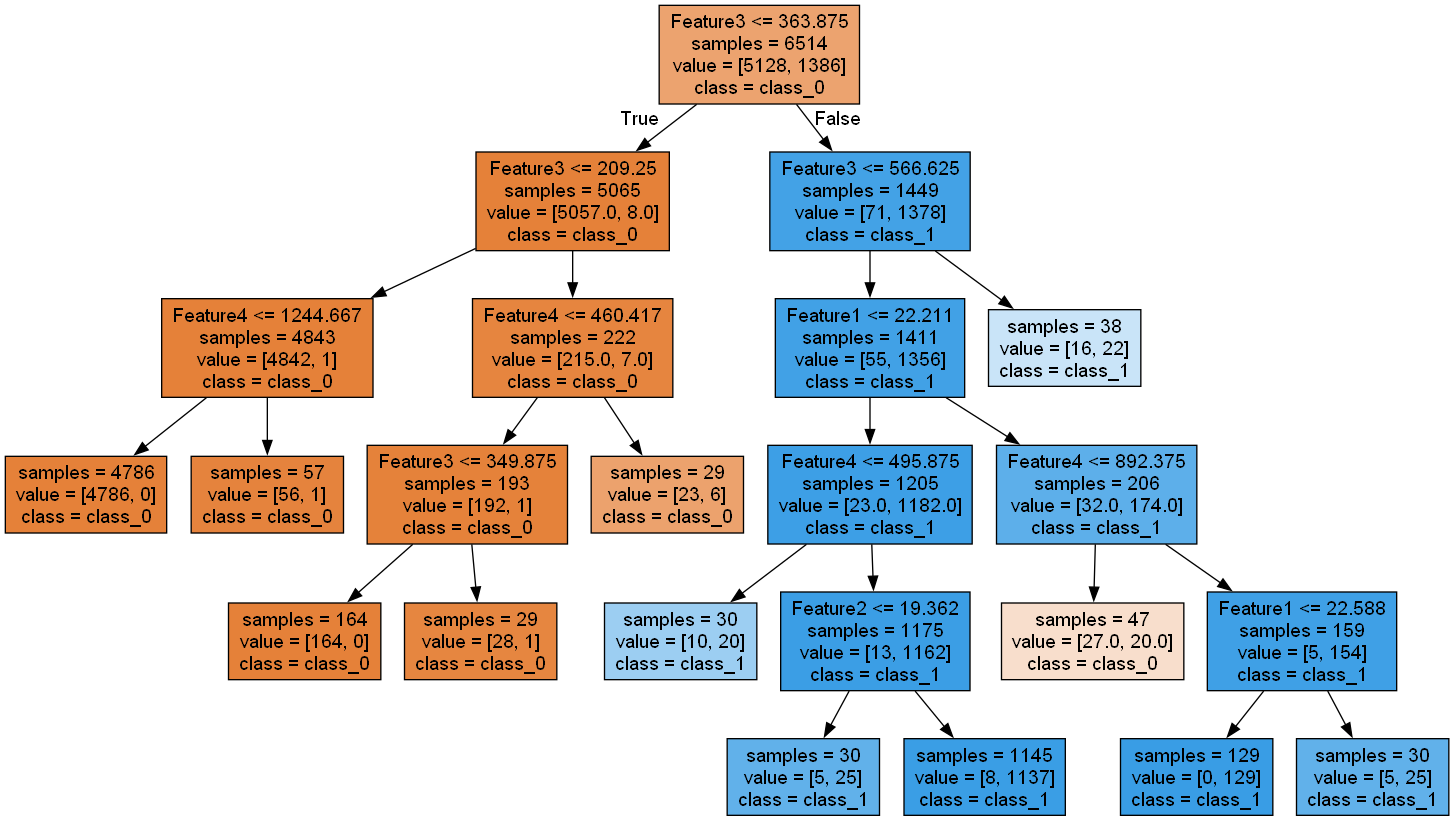 Feature3 <= 363.875
samples = 6514
value = [5128, 1386]
class = class_0
True
False
Feature3 <= 209.25
samples = 5065
value = [5057.0, 8.0]
class = class_0
Feature3 <= 566.625
samples = 1449
value = [71, 1378]
class = class_1
Feature4 <= 1244.667
samples = 4843
value = [4842, 1]
class = class_0
Feature4 <= 460.417
samples = 222
value = [215.0, 7.0]
class = class_0
Feature1 <= 22.211
samples = 1411
value = [55, 1356]
class = class_1
samples = 38
value = [16, 22]
class = class_1
samples = 4786
value = [4786, 0]
class = class_0
samples = 57
value = [56, 1]
class = class_0
Feature3 <= 349.875
samples = 193
value = [192, 1]
class = class_0
samples = 29
value = [23, 6]
class = class_0
Feature4 <= 495.875
samples = 1205
value = [23.0, 1182.0]
class = class_1
Feature4 <= 892.375
samples = 206
value = [32.0, 174.0]
class = class_1
samples = 164
value = [164, 0]
class = class_0
samples = 29
value = [28, 1]
class = class_0
samples = 30
value = [10, 20]
class = class_1
Feature2 <= 19.362
samples = 1175
value = [13, 1162]
class = class_1
samples = 47
value = [27.0, 20.0]
class = class_0
Feature1 <= 22.588
samples = 159
value = [5, 154]
class = class_1
samples = 30
value = [5, 25]
class = class_1
samples = 1145
value = [8, 1137]
class = class_1
samples = 129
value = [0, 129]
class = class_1
samples = 30
value = [5, 25]
class = class_1